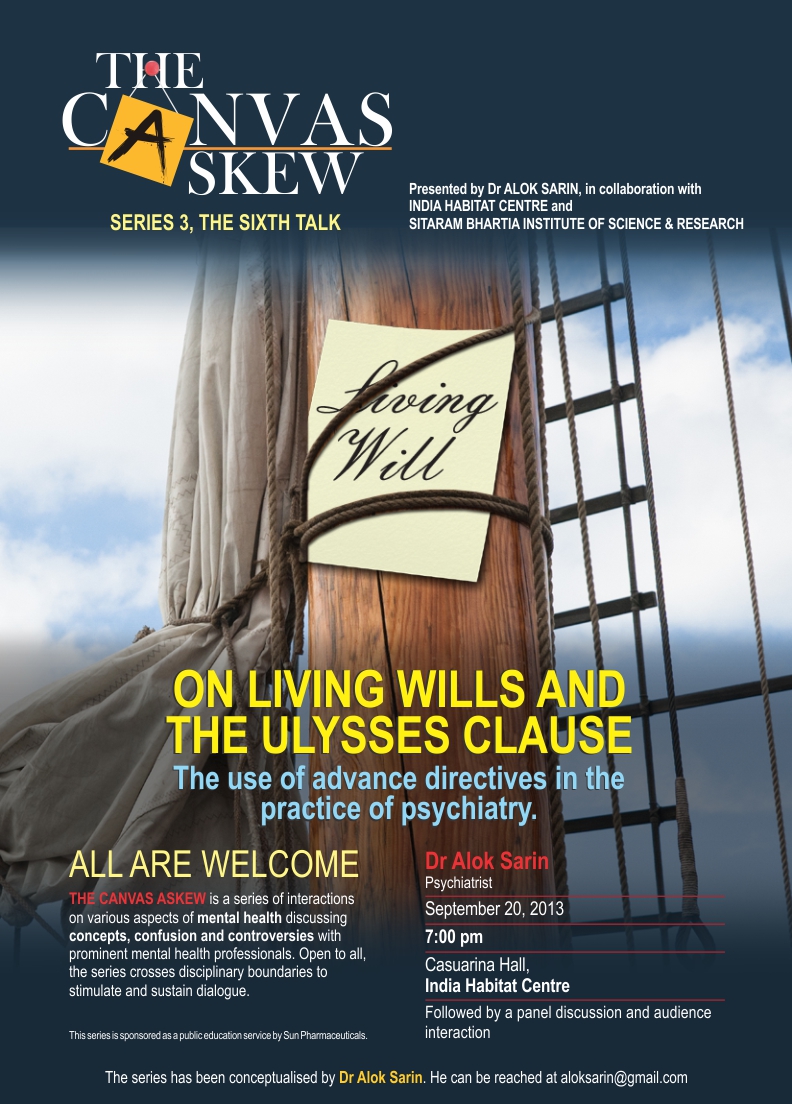 THE
CANVAS
ASKEW
SERIES 3, THE SIXTH TALK
Presented by Dr ALOK SARIN, in collaboration with
INDIA HABITAT CENTRE and
SITARAM BHARTIA INSTITUTE OF SCIENCE & RESEARCH
Living
Will
ON LIVING WILLS AND
THE ULYSSES CLAUSE
The use of advance directives in the
practice of psychiatry.
ALL ARE WELCOME
THE CANVAS ASKEW is a series of interactions
on various aspects of mental health discussing
concepts, confusion and controversies with
prominent mental health professionals. Open to all,
the series crosses disciplinary boundaries to
stimulate and sustain dialogue.
This series is sponsored as a public education service by Sun Pharmaceuticals.
Dr Alok Sarin
Psychiatrist
September 20, 2013
7:00 pm
Casuarina Hall,
India Habitat Centre
Followed by a panel discussion and audience
interaction
The series has been conceptualised by Dr Alok Sarin. He can be reached at aloksarin@gmail.com